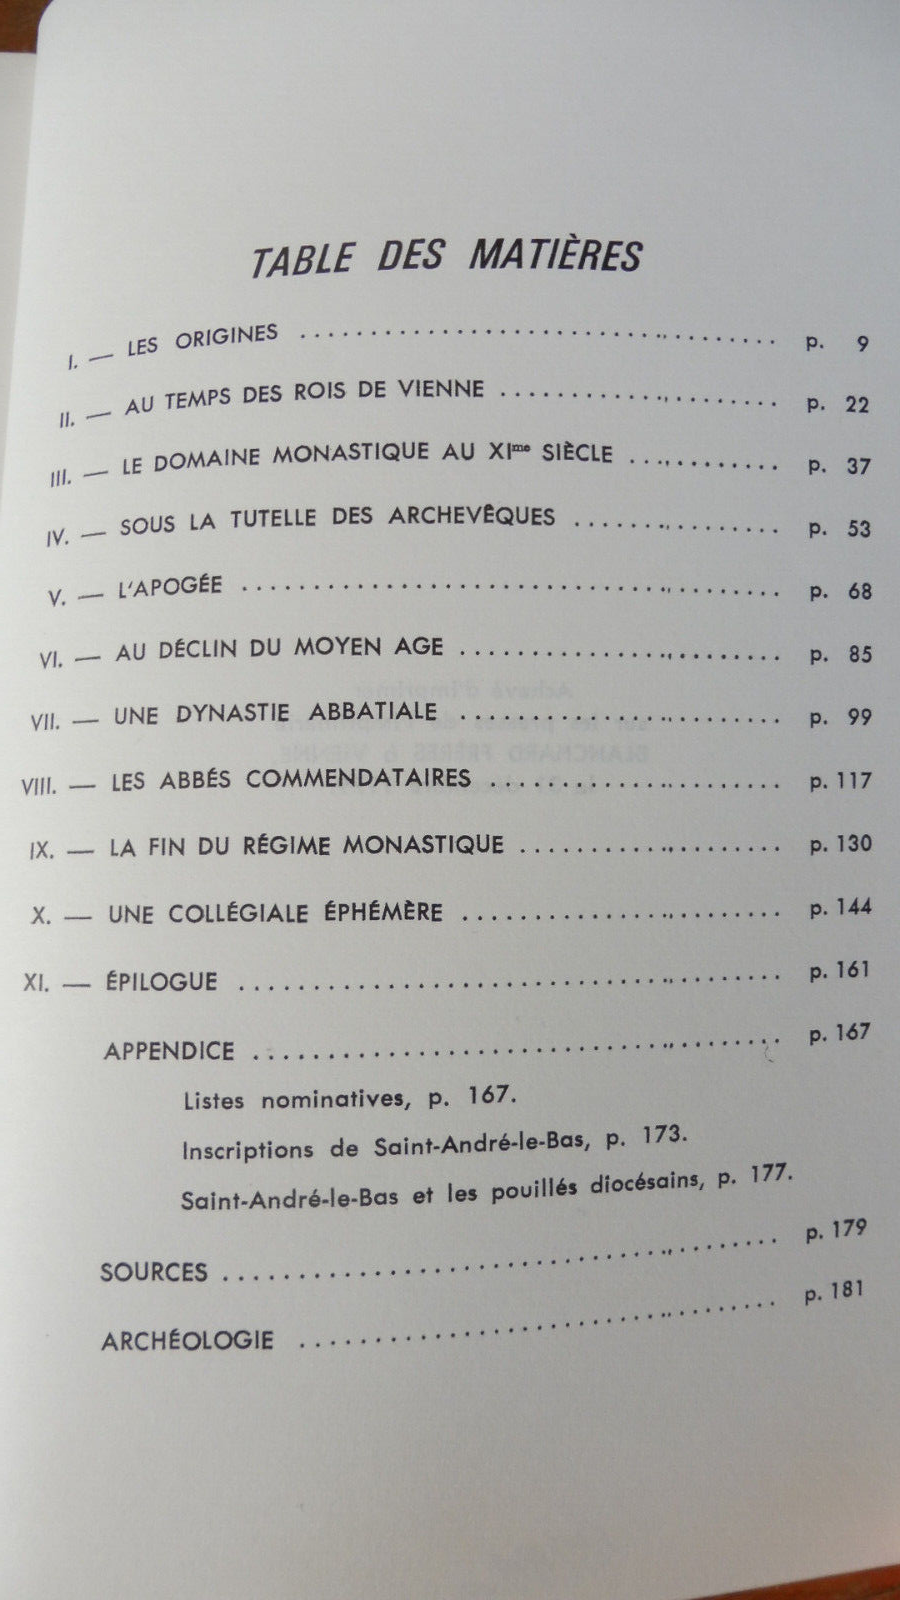 TABLE DES MATIÈRES
I. — LES ORIGINES ........................................ p. 9
II. — AU TEMPS DES ROIS DE VIENNE ........................ p. 22
III. — LE DOMAINE MONASTIQUE AU XIme SIÈCLE ............. p. 37
IV. — SOUS LA TUTELLE DES ARCHEVÊQUES .................. p. 53
V. — L'APOGÉE ........................................ p. 68
VI. — AU DÉCLIN DU MOYEN AGE .......................... p. 85
VII. — UNE DYNASTIE ABBATIALE ......................... p. 99
VIII. — LES ABBÉS COMMENDATAIRES ...................... p. 117
IX. — LA FIN DU RÉGIME MONASTIQUE ..................... p. 130
X. — UNE COLLÉGIALE ÉPHÉMÈRE ......................... p. 144
XI. — ÉPILOGUE ....................................... p. 161
APPENDICE ........................................... p. 167
Listes nominatives, p. 167.
Inscriptions de Saint-André-le-Bas, p. 173.
Saint-André-le-Bas et les pouillés diocésains, p. 177.
SOURCES ............................................. p. 179
ARCHÉOLOGIE ......................................... p. 181